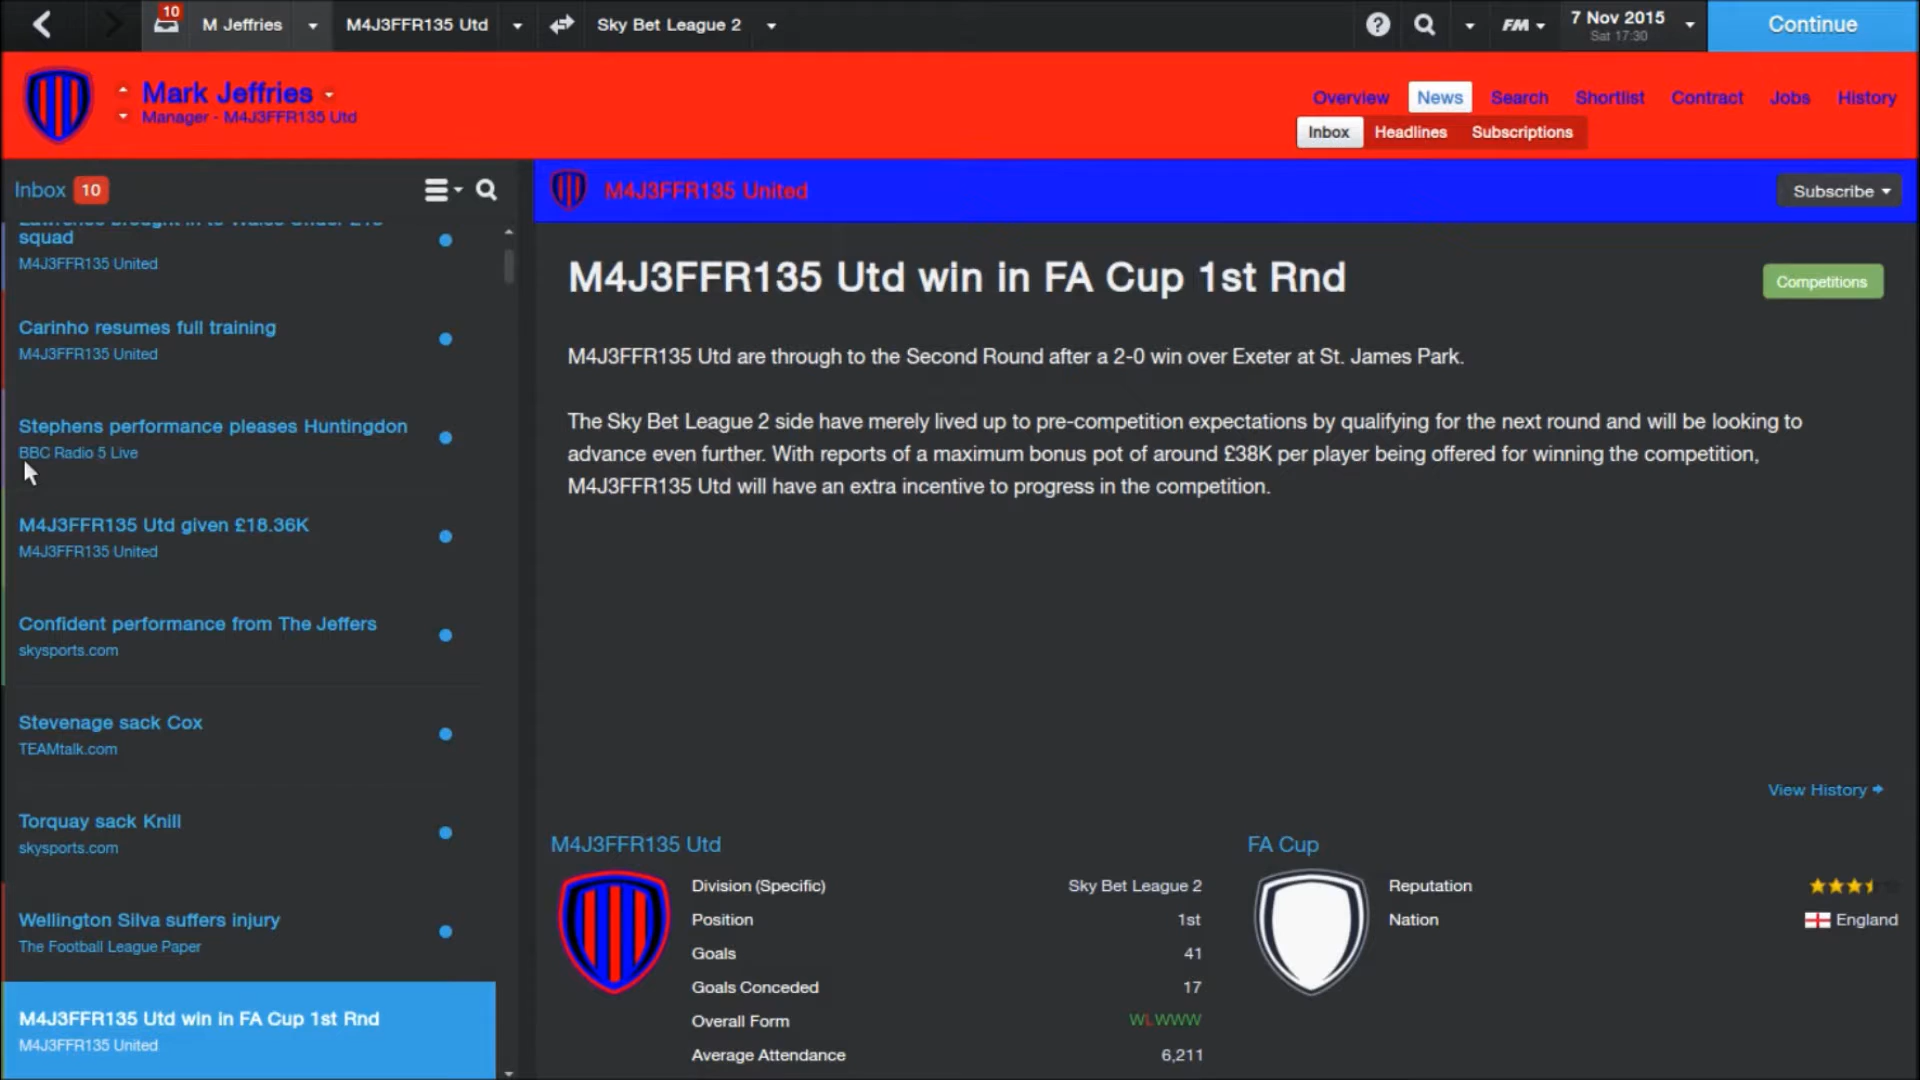 10
M Jeffries
M4J3FFR135 Utd
Sky Bet League 2
FM
7 Nov 2015
Sat 17:30
Continue
Mark Jeffries
Manager - M4J3FFR135 Utd
Overview
News
Search
Shortlist
Contract
Jobs
History
Inbox
Headlines
Subscriptions
Inbox 10
squad
M4J3FFR135 United
Carinho resumes full training
M4J3FFR135 United
Stephens performance pleases Huntingdon
BBC Radio 5 Live
M4J3FFR135 Utd given £18.36K
M4J3FFR135 United
Confident performance from The Jeffers
skysports.com
Stevenage sack Cox
TEAMtalk.com
Torquay sack Knill
skysports.com
Wellington Silva suffers injury
The Football League Paper
M4J3FFR135 Utd win in FA Cup 1st Rnd
M4J3FFR135 United
M4J3FFR135 United
Subscribe
M4J3FFR135 Utd win in FA Cup 1st Rnd
Competitions
M4J3FFR135 Utd are through to the Second Round after a 2-0 win over Exeter at St. James Park.
The Sky Bet League 2 side have merely lived up to pre-competition expectations by qualifying for the next round and will be looking to
advance even further. With reports of a maximum bonus pot of around £38K per player being offered for winning the competition,
M4J3FFR135 Utd will have an extra incentive to progress in the competition.
View History
M4J3FFR135 Utd
Division (Specific) Sky Bet League 2
Position 1st
Goals 41
Goals Conceded 17
Overall Form WLWWW
Average Attendance 6,211
FA Cup
Reputation
Nation England